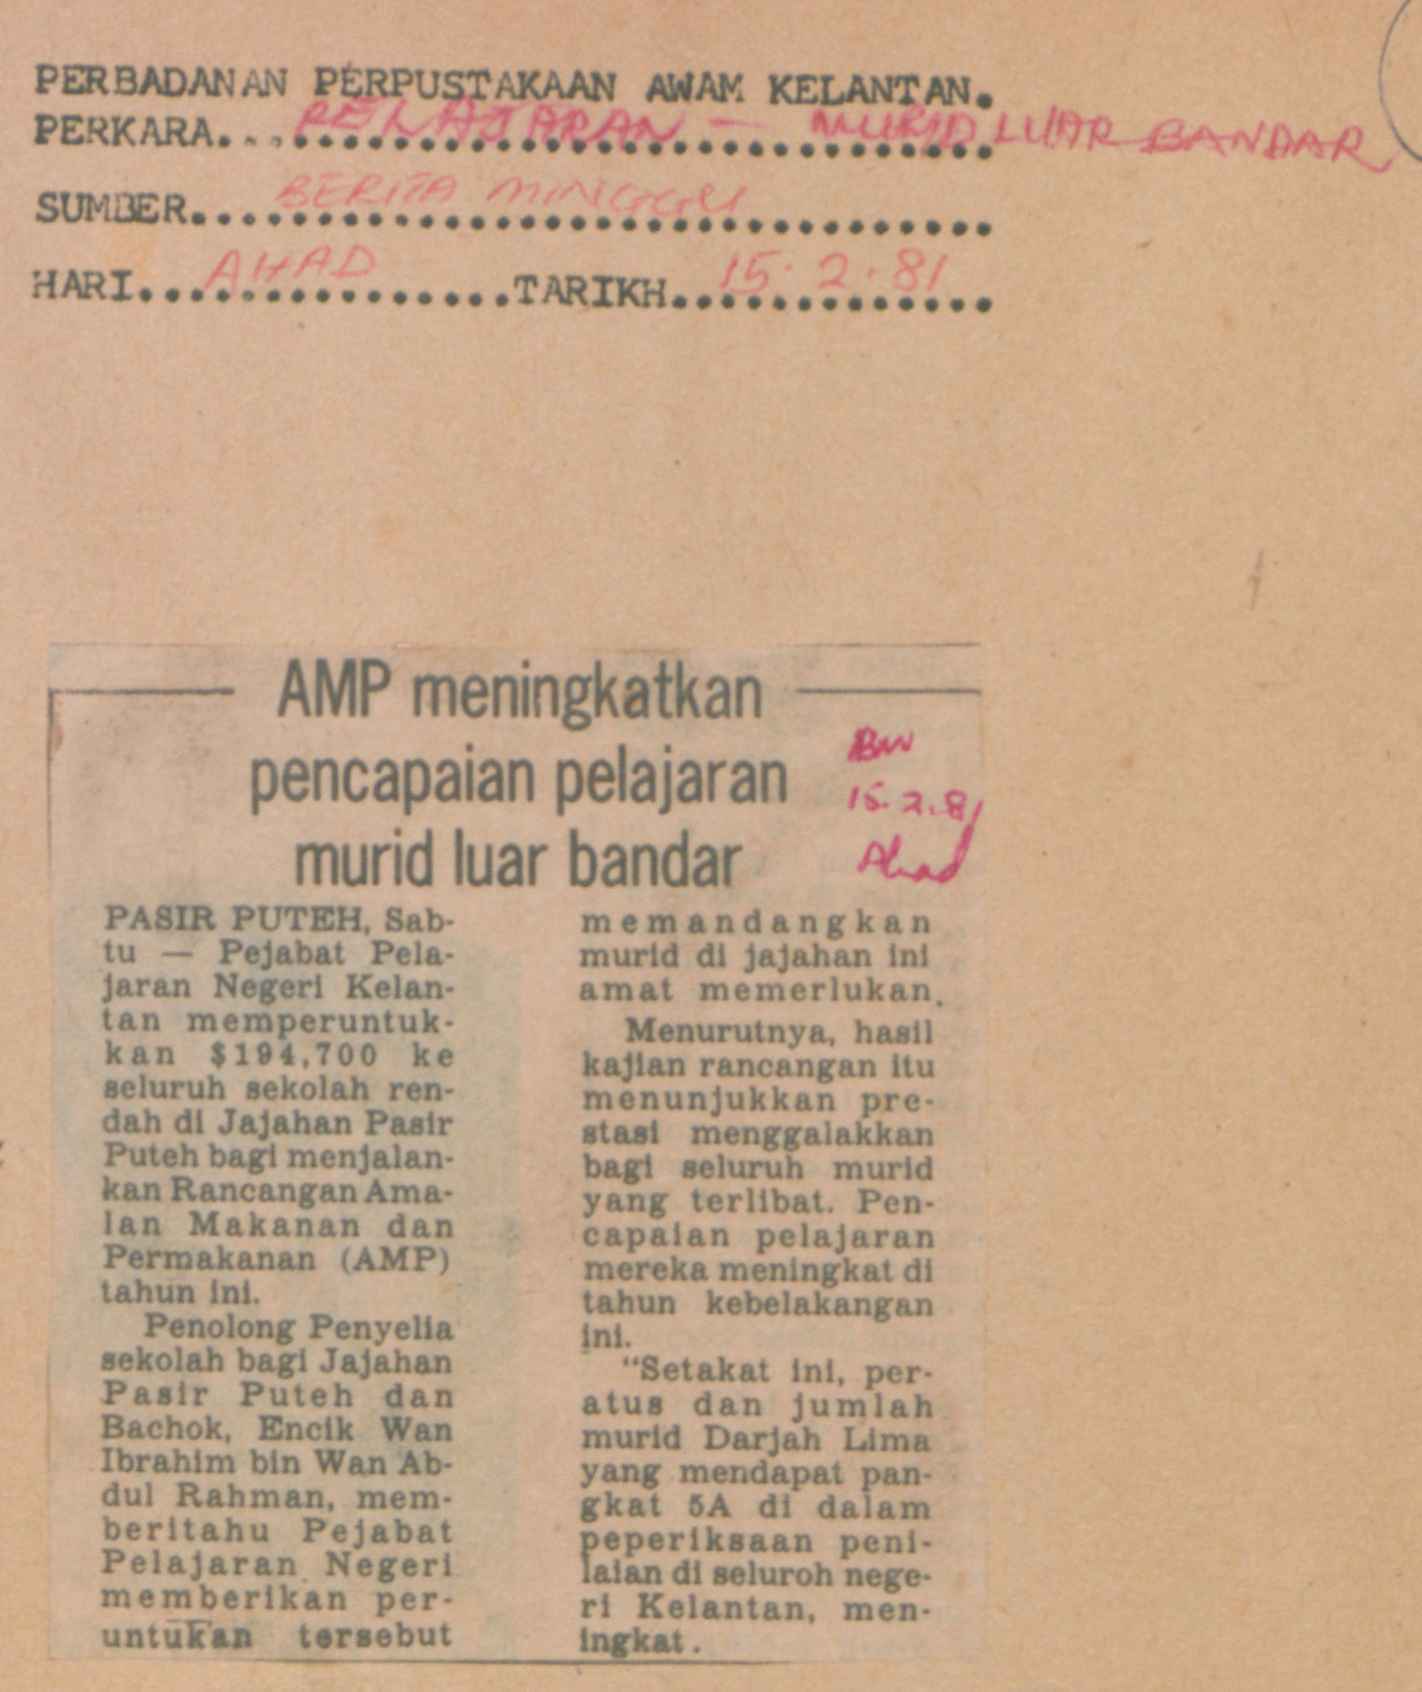 PERBADANAN PERPUSTAKAAN AWAM KELANTAN.
PERKARA... PELAJARAN - MURID LUAR BANDAR
SUMBER... BERITA MINGGU
HARI... AHAD ...TARIKH... 15.2.81
AMP meningkatkan
pencapaian pelajaran
murid luar bandar
BM
15.2.81
Ahad
PASIR PUTEH, Sab-
tu — Pejabat Pela-
jaran Negeri Kelan-
tan memperuntuk-
kan $194,700 ke
seluruh sekolah ren-
dah di Jajahan Pasir
Puteh bagi menjalan-
kan Rancangan Ama-
lan Makanan dan
Permakanan (AMP)
tahun ini.
Penolong Penyelia
sekolah bagi Jajahan
Pasir Puteh dan
Bachok, Encik Wan
Ibrahim bin Wan Ab-
dul Rahman, mem-
beritahu Pejabat
Pelajaran Negeri
memberikan per-
untukan tersebut
memandangkan
murid di jajahan ini
amat memerlukan.
Menurutnya, hasil
kajian rancangan itu
menunjukkan pre-
stasi menggalakkan
bagi seluruh murid
yang terlibat. Pen-
capaian pelajaran
mereka meningkat di
tahun kebelakangan
ini.
"Setakat ini, per-
atus dan jumlah
murid Darjah Lima
yang mendapat pan-
gkat 5A di dalam
peperiksaan peni-
laian di seluroh nege-
ri Kelantan, men-
ingkat.